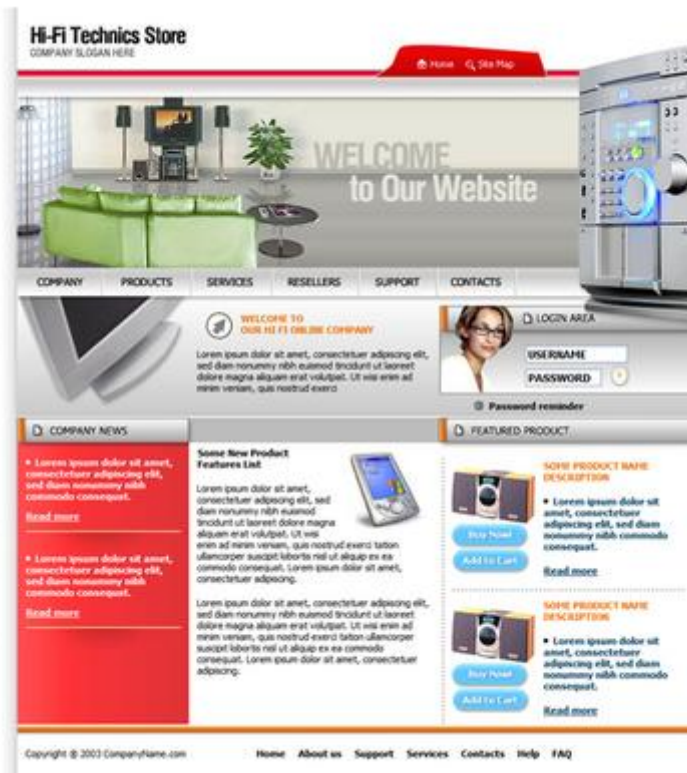 Hi-Fi Technics Store
COMPANY SLOGAN HERE
Home Site Map
WELCOME
to Our Website
COMPANY PRODUCTS SERVICES RESELLERS SUPPORT CONTACTS
WELCOME TO
OUR HI FI ONLINE COMPANY
Lorem ipsum dolor sit amet, consectetuer adipiscing elit,
sed diam nonummy nibh euismod tincidunt ut laoreet
dolore magna aliquam erat volutpat. Ut wisi enim ad
minim veniam, quis nostrud exerci
LOGIN AREA
USERNAME
PASSWORD
Password reminder
COMPANY NEWS
• Lorem ipsum dolor sit amet,
consectetuer adipiscing elit,
sed diam nonummy nibh
commodo consequat.
Read more
• Lorem ipsum dolor sit amet,
consectetuer adipiscing elit,
sed diam nonummy nibh
commodo consequat.
Read more
Some New Product
Features List
Lorem ipsum dolor sit amet,
consectetuer adipiscing elit, sed
diam nonummy nibh euismod
tincidunt ut laoreet dolore magna
aliquam erat volutpat. Ut wisi
enim ad minim veniam, quis nostrud exerci tation
ullamcorper suscipit lobortis nisl ut aliquip ex ea
commodo consequat. Lorem ipsum dolor sit amet,
consectetuer adipiscing.
Lorem ipsum dolor sit amet, consectetuer adipiscing elit,
sed diam nonummy nibh euismod tincidunt ut laoreet
dolore magna aliquam erat volutpat. Ut wisi enim ad
minim veniam, quis nostrud exerci tation ullamcorper
suscipit lobortis nisl ut aliquip ex ea commodo
consequat. Lorem ipsum dolor sit amet, consectetuer
adipiscing.
FEATURED PRODUCT
SOME PRODUCT NAME
DESCRIPTION
• Lorem ipsum dolor sit
amet, consectetuer
adipiscing elit, sed diam
nonummy nibh commodo
consequat.
Buy Now!
Add to Cart
Read more
SOME PRODUCT NAME
DESCRIPTION
• Lorem ipsum dolor sit
amet, consectetuer
adipiscing elit, sed diam
nonummy nibh commodo
consequat.
Buy Now!
Add to Cart
Read more
Copyright @ 2003 CompanyName.com
Home About us Support Services Contacts Help FAQ